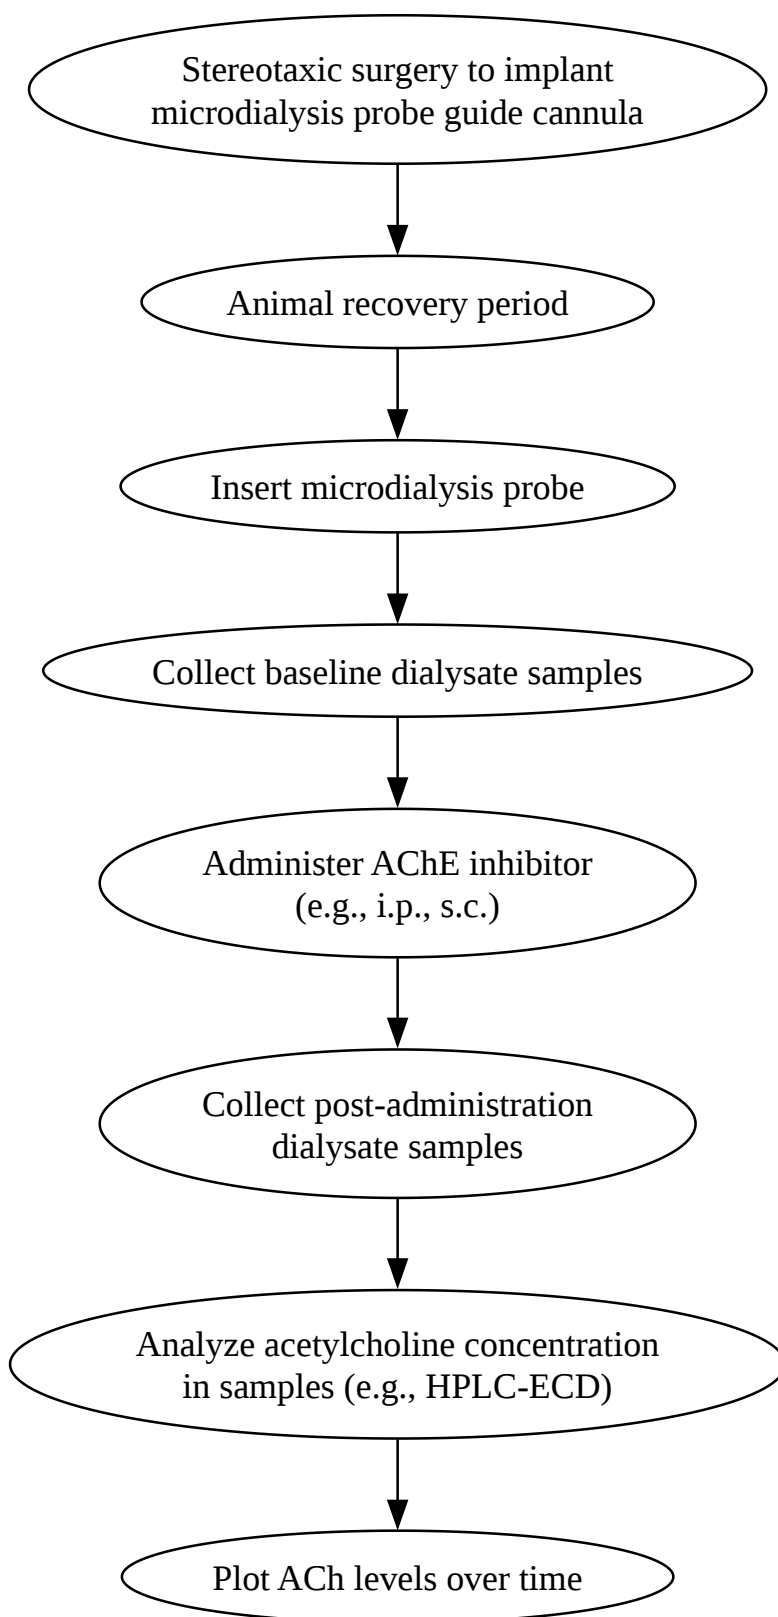 Stereotaxic surgery to implant
microdialysis probe guide cannula
Animal recovery period
Insert microdialysis probe
Collect baseline dialysate samples
Administer AChE inhibitor
(e.g., i.p., s.c.)
Collect post-administration
dialysate samples
Analyze acetylcholine concentration
in samples (e.g., HPLC-ECD)
Plot ACh levels over time